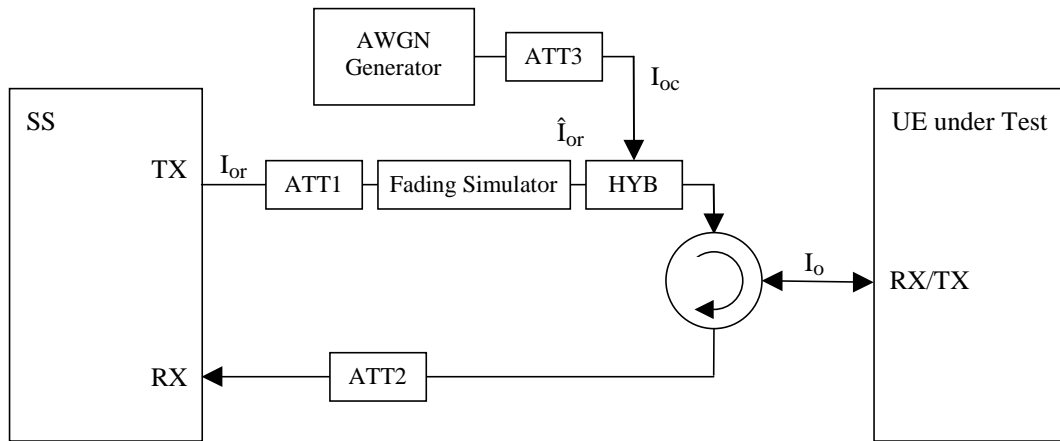 AWGN
Generator
ATT3
I_oc
SS
UE under Test
Î_or
TX
I_or
ATT1
Fading Simulator
HYB
I_o
RX/TX
RX
ATT2